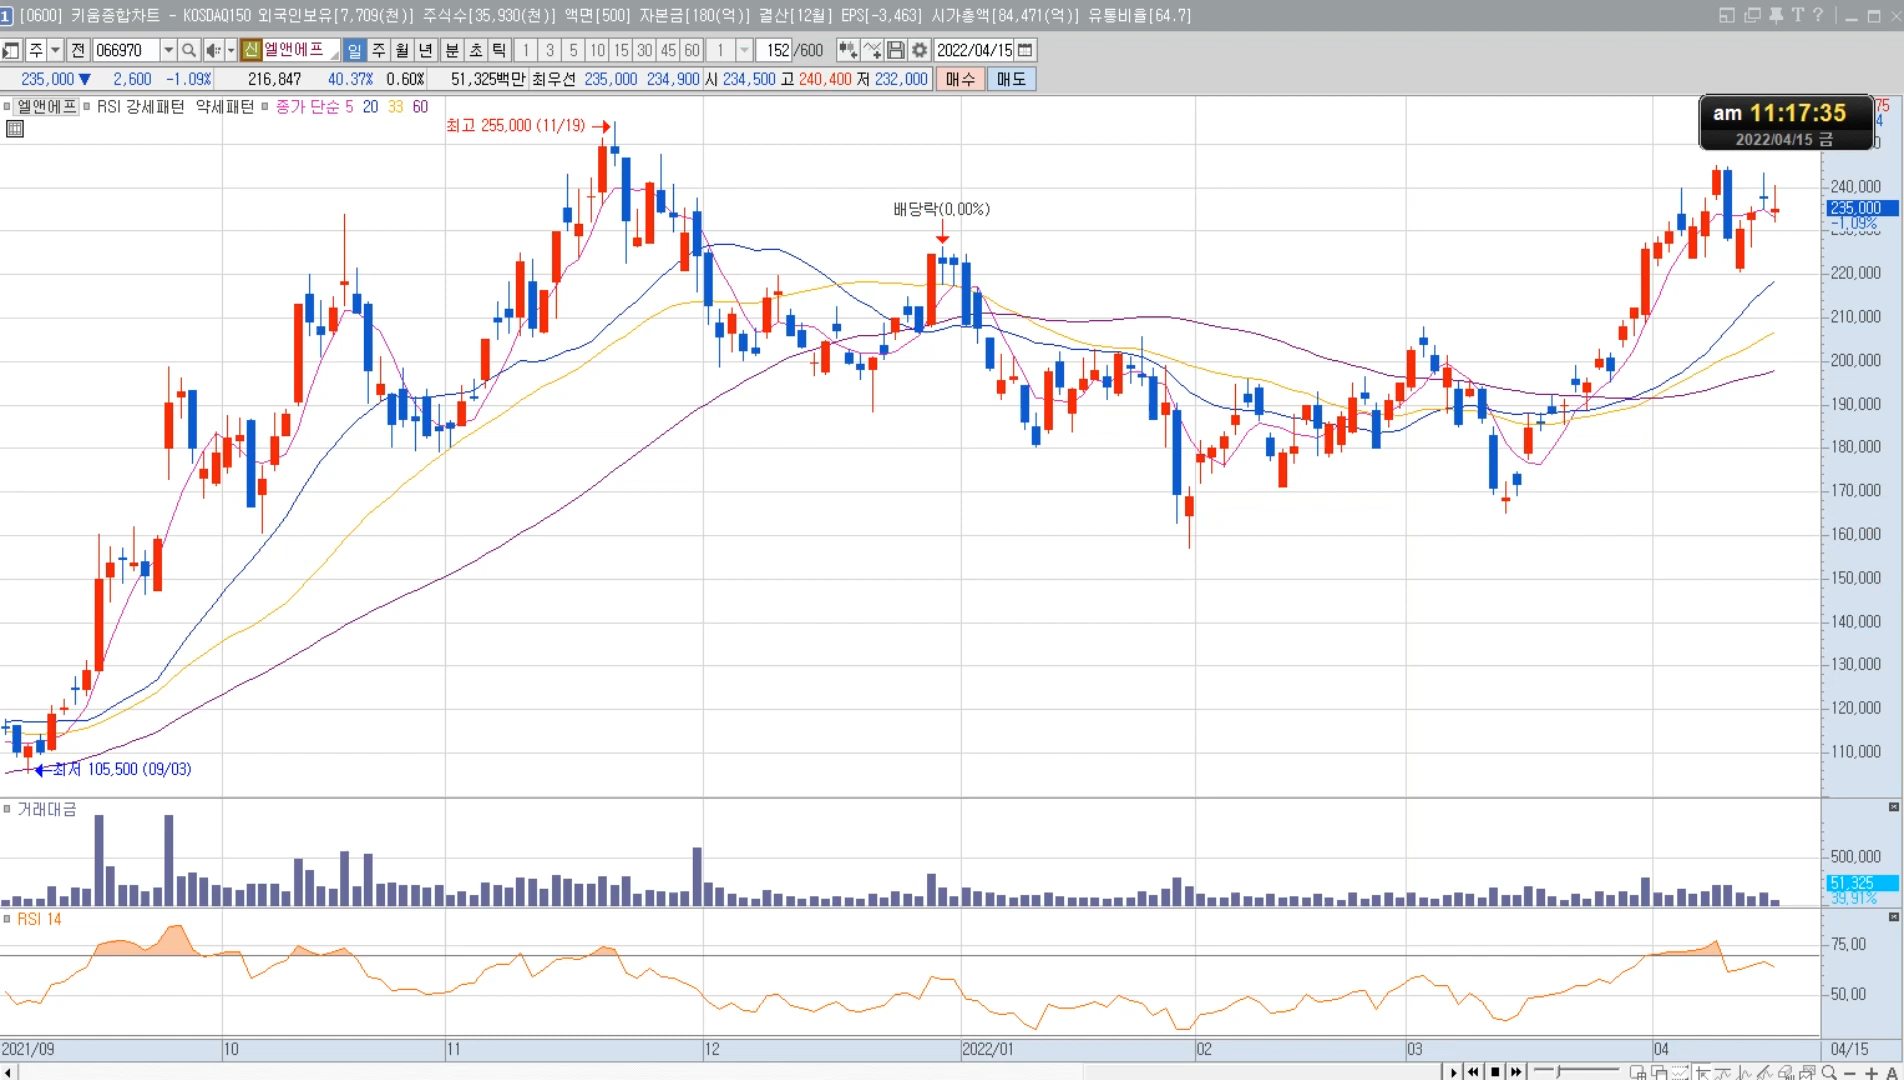 1 [0600] 키움종합차트 - KOSDAQ150 외국인보유[7,709(천)] 주식수[35,930(천)] 액면[500] 자본금[180(억)] 결산[12월] EPS[-3,463] 시가총액[84,471(억)] 유통비율[64.7] T ?
주 전 066970 신 엘앤에프 일 주 월 년 분 초 틱 1 3 5 10 15 30 45 60 1 152 /600 2022/04/15
235,000 ▼ 2,600 -1.09% 216,847 40.37% 0.60% 51,325백만 최우선 235,000 234,900 시 234,500 고 240,400 저 232,000 매수 매도
엘앤에프 RSI 강세패턴 약세패턴 종가 단순 5 20 33 60
am 11:17:35
2022/04/15 금
최고 255,000 (11/19)
배당락(0,00%)
최저 105,500 (09/03)
240,000
235,000
-1,09%
220,000
210,000
200,000
190,000
180,000
170,000
160,000
150,000
140,000
130,000
120,000
110,000
거래대금
500,000
51,325
39,91%
RSI 14
75,00
50,00
2021/09 10 11 12 2022/01 02 03 04 04/15